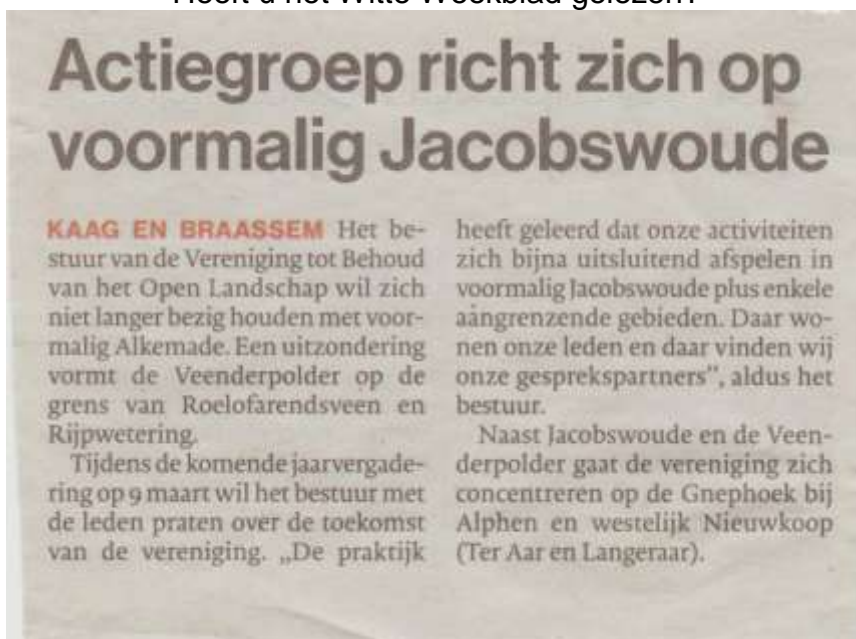 Heeft u het Witte Weekblad gelezen?
Actiegroep richt zich op
voormalig Jacobswoude
KAAG EN BRAASSEM Het be-
stuur van de Vereniging tot Behoud
van het Open Landschap wil zich
niet langer bezig houden met voor-
malig Alkemade. Een uitzondering
vormt de Veenderpolder op de
grens van Roelofarendsveen en
Rijpwetering.
Tijdens de komende jaarvergade-
ring op 9 maart wil het bestuur met
de leden praten over de toekomst
van de vereniging. „De praktijk
heeft geleerd dat onze activiteiten
zich bijna uitsluitend afspelen in
voormalig Jacobswoude plus enkele
aangrenzende gebieden. Daar wo-
nen onze leden en daar vinden wij
onze gesprekspartners”, aldus het
bestuur.
Naast Jacobswoude en de Veen-
derpolder gaat de vereniging zich
concentreren op de Gnephoek bij
Alphen en westelijk Nieuwkoop
(Ter Aar en Langeraar).